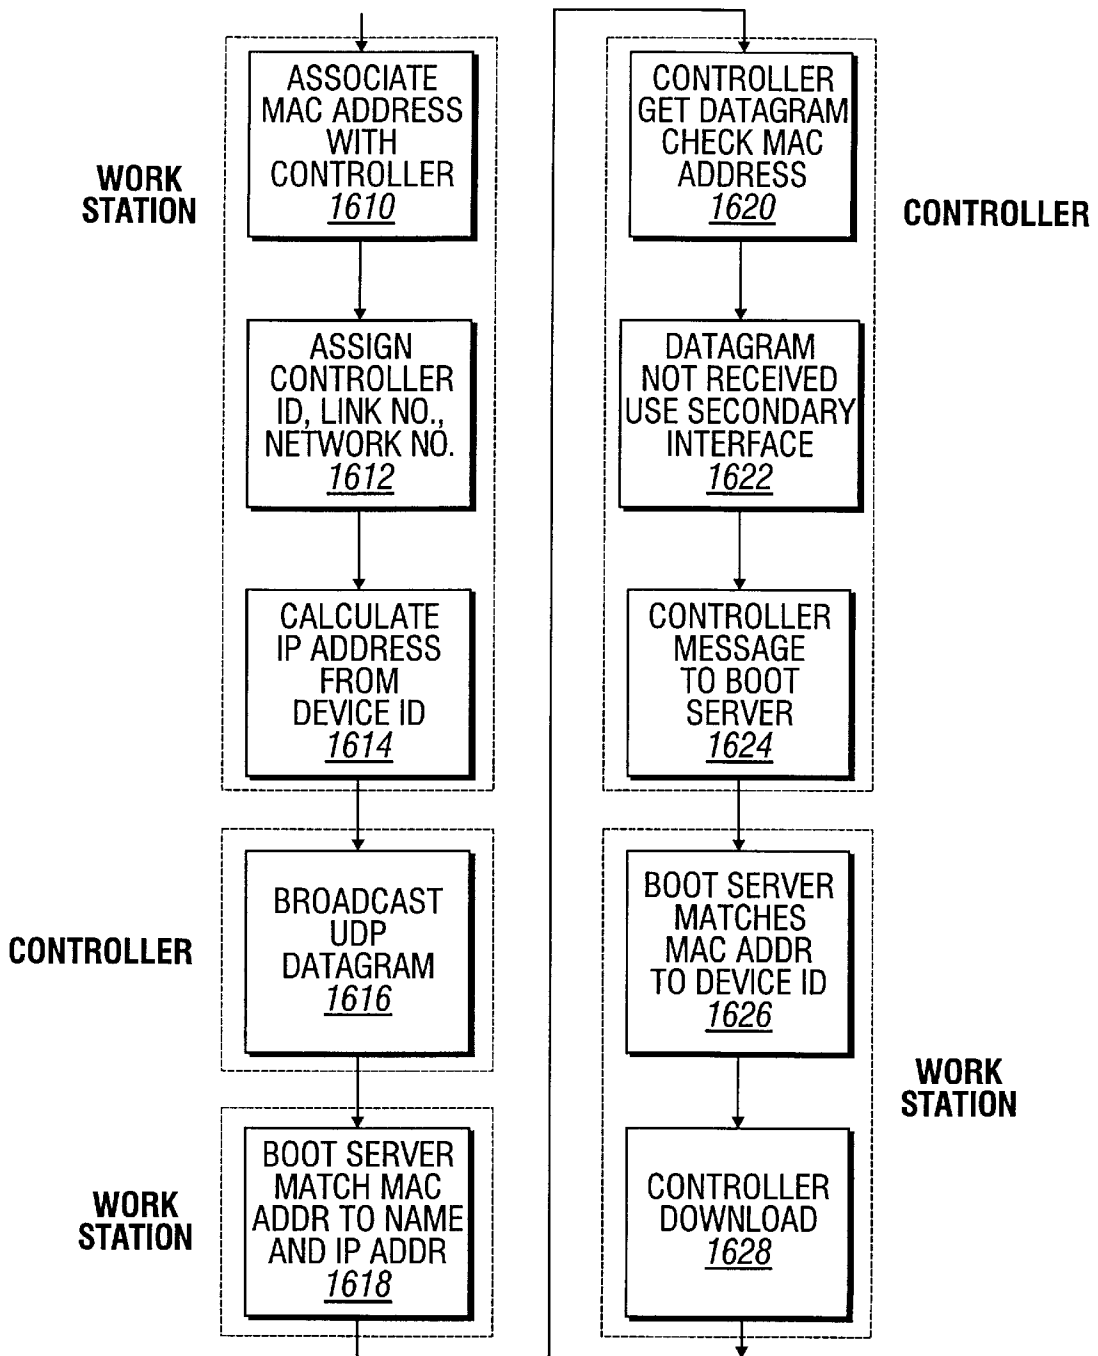 WORK
STATION
ASSOCIATE
MAC ADDRESS
WITH
CONTROLLER
1610
ASSIGN
CONTROLLER
ID, LINK NO.,
NETWORK NO.
1612
CALCULATE
IP ADDRESS
FROM
DEVICE ID
1614
CONTROLLER
BROADCAST
UDP
DATAGRAM
1616
WORK
STATION
BOOT SERVER
MATCH MAC
ADDR TO NAME
AND IP ADDR
1618
CONTROLLER
GET DATAGRAM
CHECK MAC
ADDRESS
1620
CONTROLLER
DATAGRAM
NOT RECEIVED
USE SECONDARY
INTERFACE
1622
CONTROLLER
MESSAGE
TO BOOT
SERVER
1624
BOOT SERVER
MATCHES
MAC ADDR
TO DEVICE ID
1626
WORK
STATION
CONTROLLER
DOWNLOAD
1628